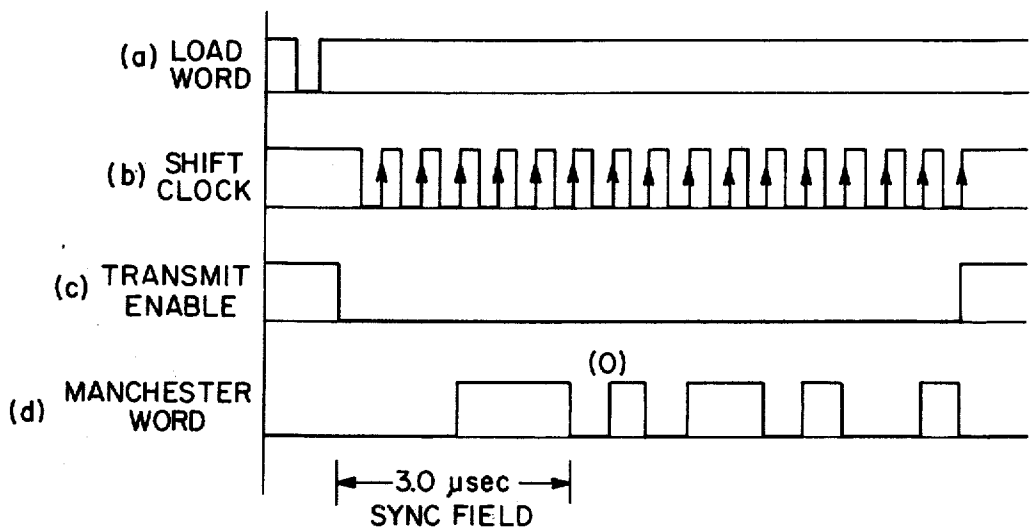 (a) LOAD
WORD
(b) SHIFT
CLOCK
(c) TRANSMIT
ENABLE
(0)
(d) MANCHESTER
WORD
3.0 μsec
SYNC FIELD